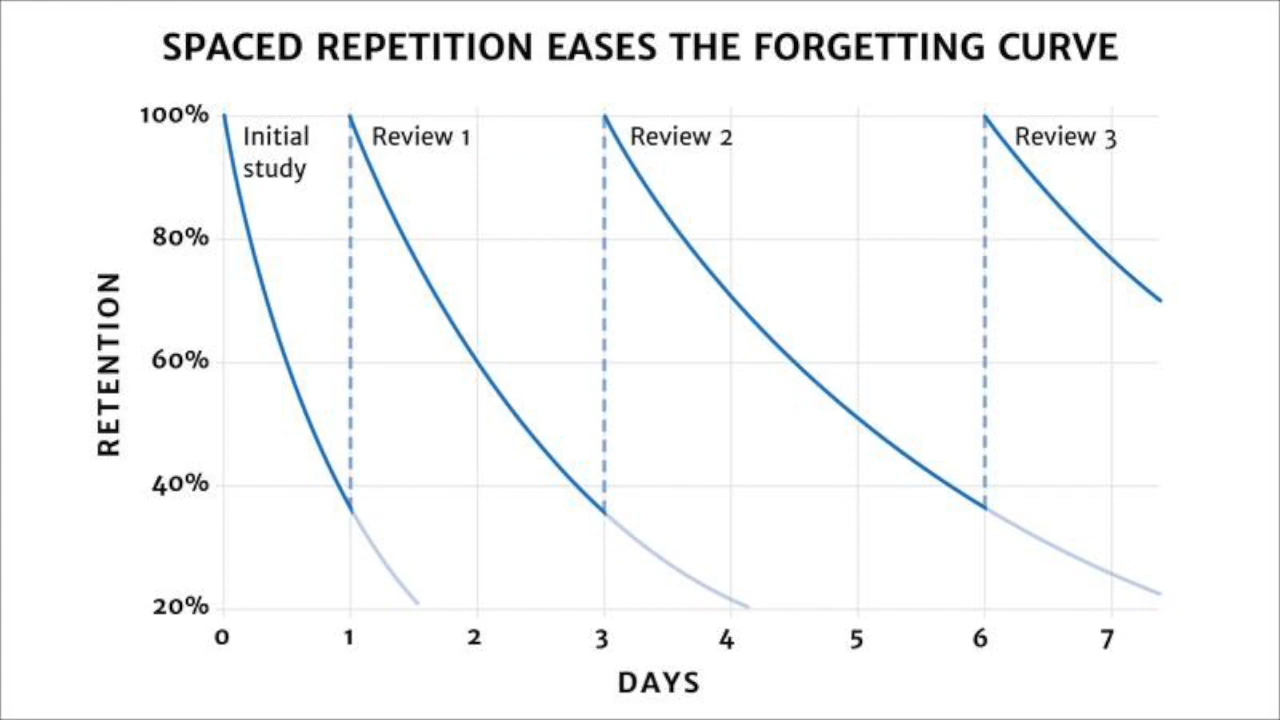 SPACED REPETITION EASES THE FORGETTING CURVE
100%
Initial
study
Review 1
Review 2
Review 3
80%
60%
40%
20%
RETENTION
0 1 2 3 4 5 6 7
DAYS